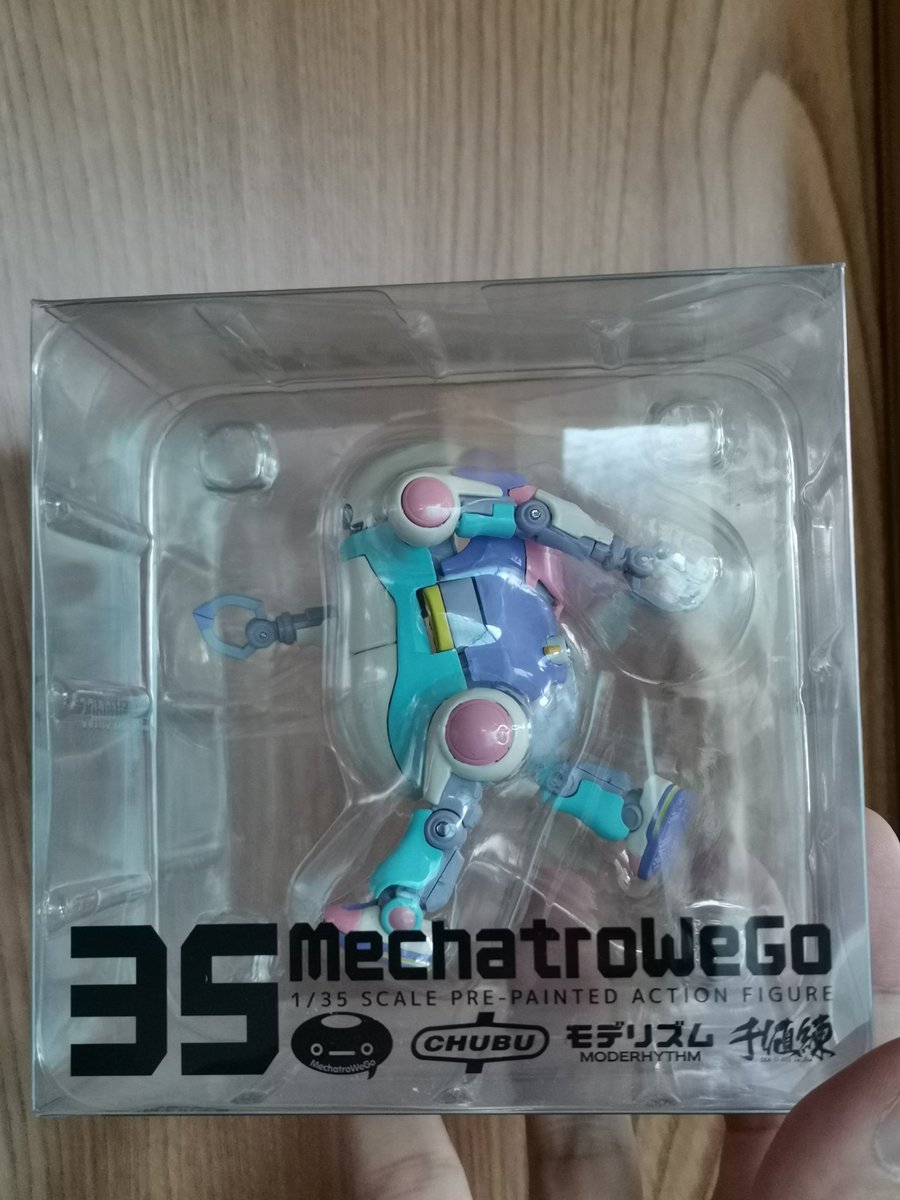 35 MechatroWeGo
1/35 SCALE PRE-PAINTED ACTION FIGURE
MechatroWeGo
CHUBU
モデリズム
MODERHYTHM
千値練